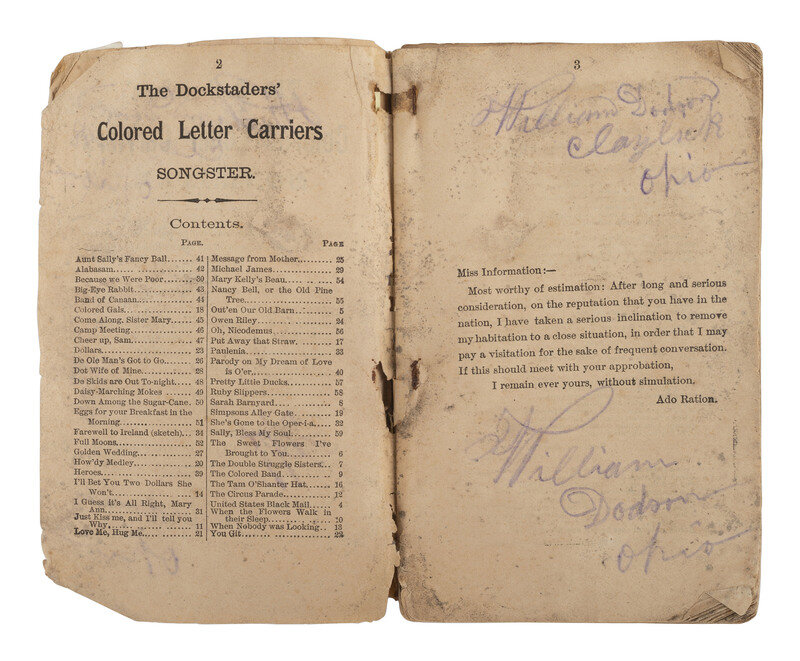 2
The Dockstaders'
Colored Letter Carriers
SONGSTER.
Contents.
PAGE.
Aunt Sally's Fancy Ball...... 41
Alabasam........ 42
Because we Were Poor...... 30
Big-Eye Rabbit...... 43
Band of Canaan...... 44
Colored Gals...... 18
Come Along, Sister Mary.... 45
Camp Meeting...... 46
Cheer up, Sam...... 47
Dollars...... 23
De Ole Man's Got to Go.... 26
Dot Wife of Mine...... 28
De Skids are Out To-night.... 48
Daisy-Marching Mokes.... 49
Down Among the Sugar-Cane. 50
Eggs for your Breakfast in the
Morning...... 51
Farewell to Ireland (sketch)... 34
Full Moons...... 52
Golden Wedding...... 27
How'dy Medley...... 20
Heroes...... 39
I'll Bet You Two Dollars She
Won't...... 14
I Guess it's All Right, Mary
Ann...... 31
Just Kiss me, and I'll tell you
Why...... 11
Love Me, Hug Me...... 21
PAGE
Message from Mother...... 25
Michael James...... 29
Mary Kelly's Beau...... 54
Nancy Bell, or the Old Pine
Tree...... 55
Out'en Our Old Barn...... 5
Owen Riley...... 24
Oh, Nicodemus...... 56
Put Away that Straw...... 17
Paulenia...... 33
Parody on My Dream of Love
is O'er...... 40
Pretty Little Ducks...... 57
Ruby Slippers...... 58
Sarah Barnyard...... 8
Simpsons Alley Gate...... 19
She's Gone to the Oper-i-a.... 32
Sally, Bless My Soul...... 59
The Sweet Flowers I've
Brought to You...... 6
The Double Struggle Sisters... 7
The Colored Band...... 9
The Tam O'Shanter Hat...... 16
The Circus Parade...... 12
United States Black Mail...... 4
When the Flowers Walk in
their Sleep...... 10
When Nobody was Looking.. 13
You Git...... 22
3
William Dodson
Ohio
Miss Information:—
Most worthy of estimation: After long and serious
consideration, on the reputation that you have in the
nation, I have taken a serious inclination to remove
my habitation to a close situation, in order that I may
pay a visitation for the sake of frequent conversation.
If this should meet with your approbation,
I remain ever yours, without simulation.
Ado Ration.
William
Dodson
Ohio